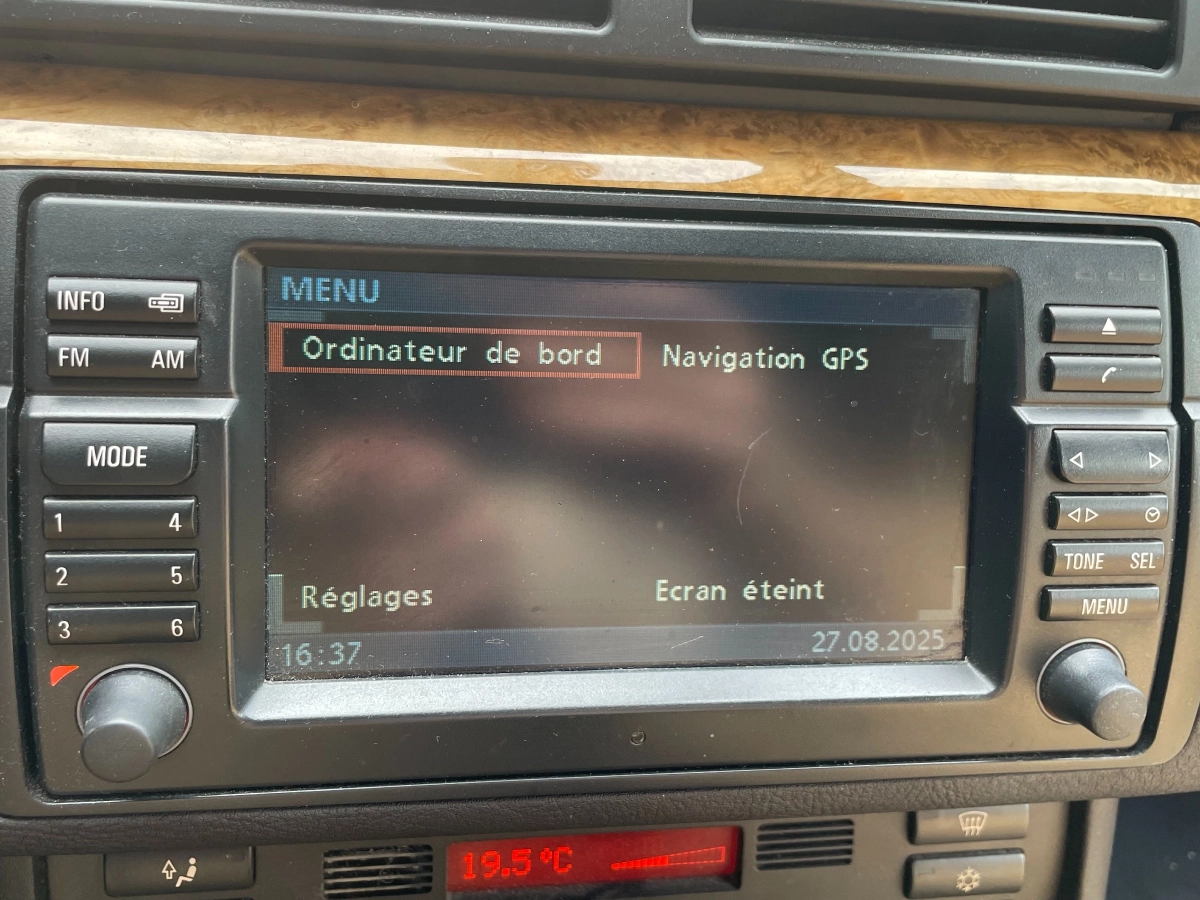 INFO
FM AM
MODE
1 4
2 5
3 6
MENU
Ordinateur de bord Navigation GPS
Réglages Ecran éteint
16:37 27.08.2025
TONE SEL
MENU
19.5°C